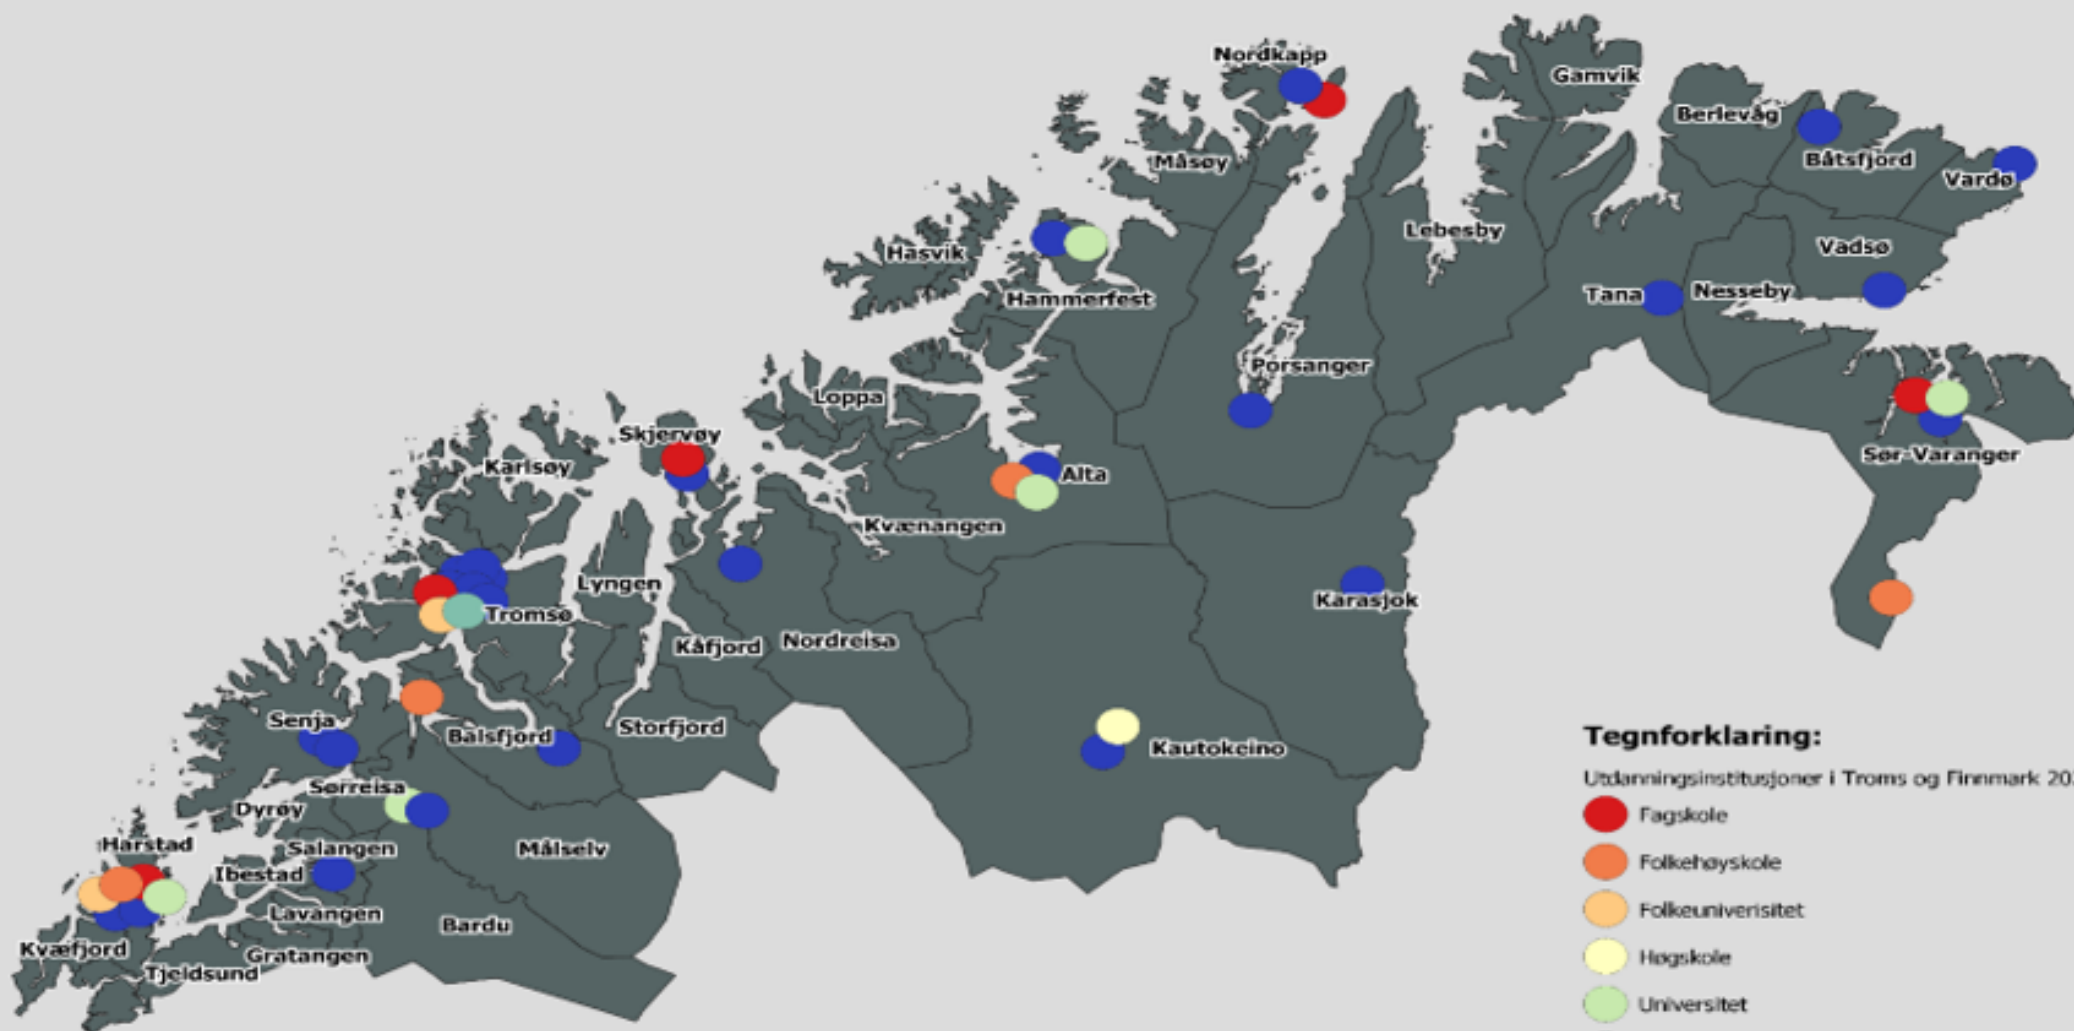 Nordkapp
Gamvik
Berlevåg
Båtsfjord
Vardø
Måsøy
Lebesby
Vadsø
Hasvik
Hammerfest
Tana
Nesseby
Porsanger
Loppa
Skjervøy
Karlsøy
Alta
Sør-Varanger
Kvænangen
Lyngen
Karasjok
Tromsø
Kåfjord
Nordreisa
Senja
Balsfjord
Storfjord
Kautokeino
Sørreisa
Dyrøy
Harstad
Salangen
Målselv
Ibestad
Lavangen
Bardu
Kvæfjord
Gratangen
Tjeldsund
Tegnforklaring:
Utdanningsinstitusjoner i Troms og Finnmark
Fagskole
Folkehøyskole
Folkeuniverisitet
Høgskole
Universitet